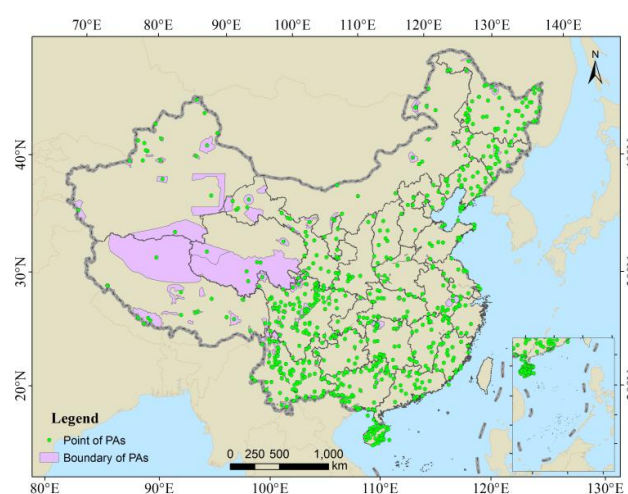 70°E 80°E 90°E 100°E 110°E 120°E 130°E 140°E
N
40°N
30°N
20°N
Legend
Point of PAs
Boundary of PAs
0 250 500 1,000
km
80°E 90°E 100°E 110°E 120°E 130°E